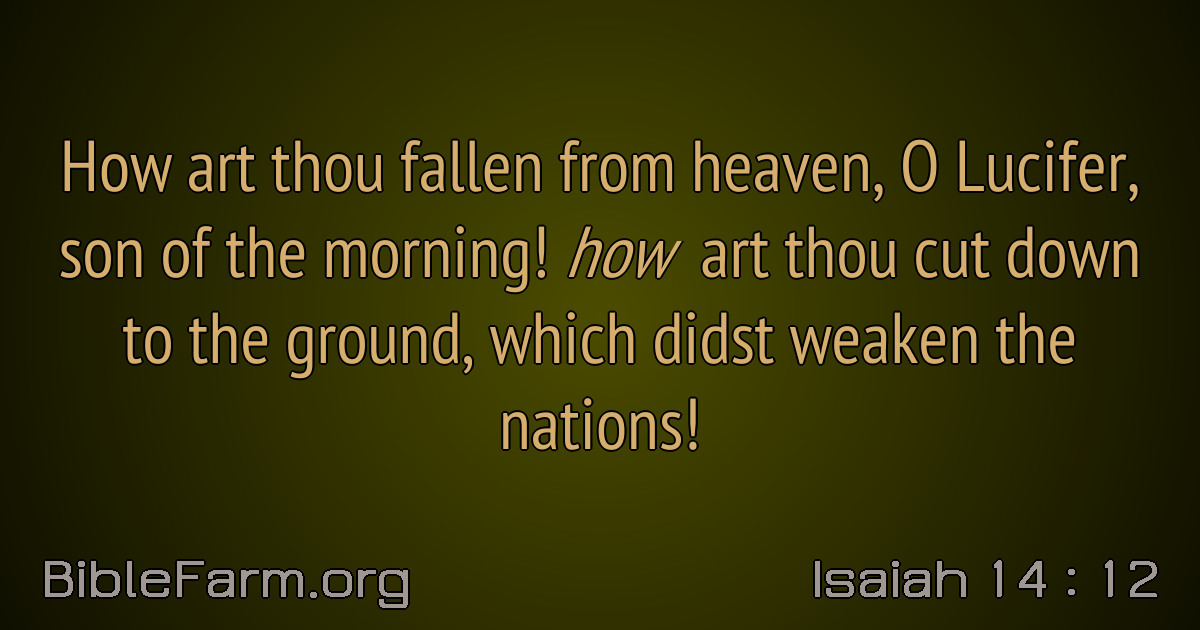 How art thou fallen from heaven, O Lucifer,
son of the morning! how art thou cut down
to the ground, which didst weaken the
nations!
BibleFarm.org
Isaiah 14 : 12